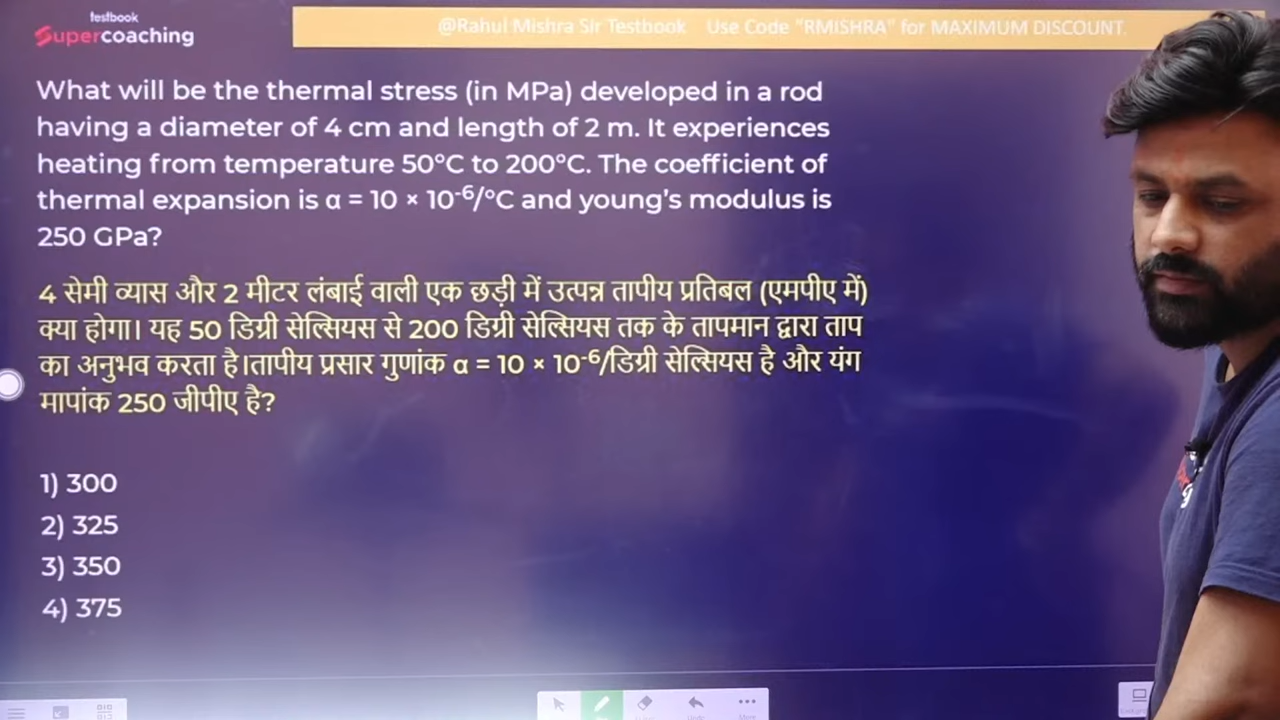 testbook
Supercoaching
@Rahul Mishra Sir Testbook Use Code "RMISHRA" for MAXIMUM DISCOUNT.
What will be the thermal stress (in MPa) developed in a rod
having a diameter of 4 cm and length of 2 m. It experiences
heating from temperature 50°C to 200°C. The coefficient of
thermal expansion is α = 10 × 10⁻⁶/°C and young's modulus is
250 GPa?
4 सेमी व्यास और 2 मीटर लंबाई वाली एक छड़ी में उत्पन्न तापीय प्रतिबल (एमपीए में)
क्या होगा। यह 50 डिग्री सेल्सियस से 200 डिग्री सेल्सियस तक के तापमान द्वारा ताप
का अनुभव करता है।तापीय प्रसार गुणांक α = 10 × 10⁻⁶/डिग्री सेल्सियस है और यंग
मापांक 250 जीपीए है?
1) 300
2) 325
3) 350
4) 375